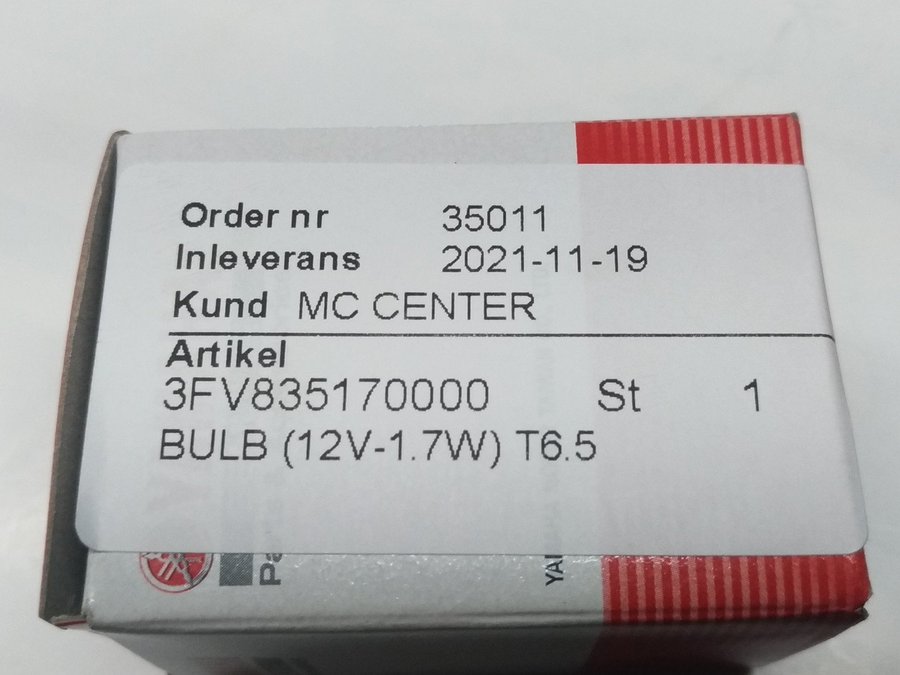 Order nr 35011
Inleverans 2021-11-19
Kund MC CENTER
Artikel
3FV835170000 St 1
BULB (12V-1.7W) T6.5